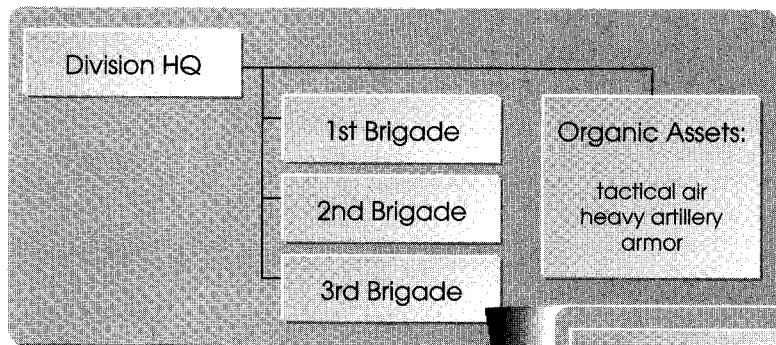 Division HQ
1st Brigade
2nd Brigade
3rd Brigade
Organic Assets:
tactical air
heavy artillery
armor